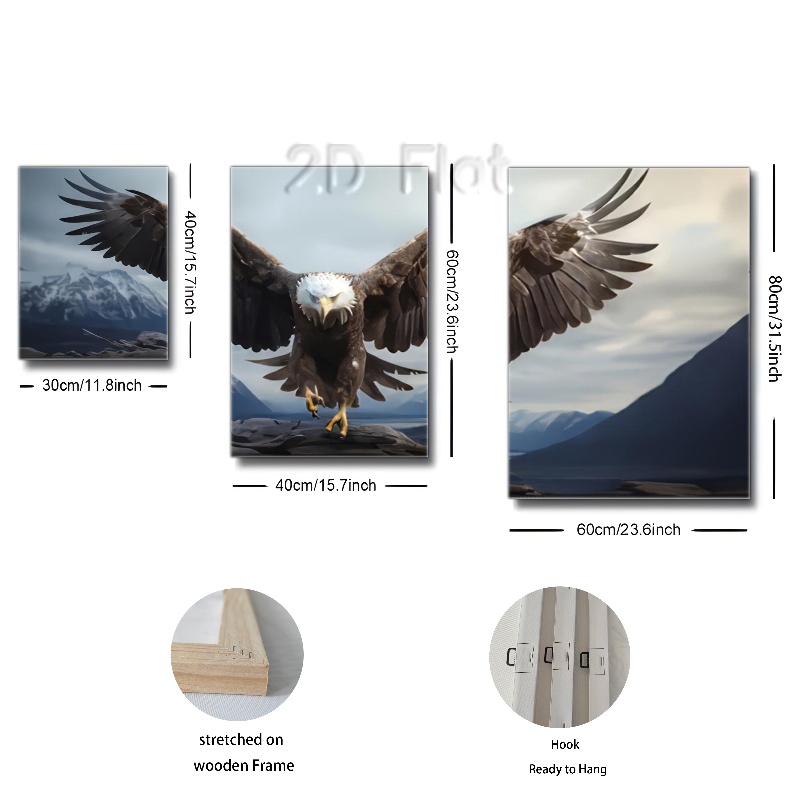 2D Flat
40cm/15.7inch
30cm/11.8inch
60cm/23.6inch
40cm/15.7inch
80cm/31.5inch
60cm/23.6inch
stretched on
wooden Frame
Hook
Ready to Hang